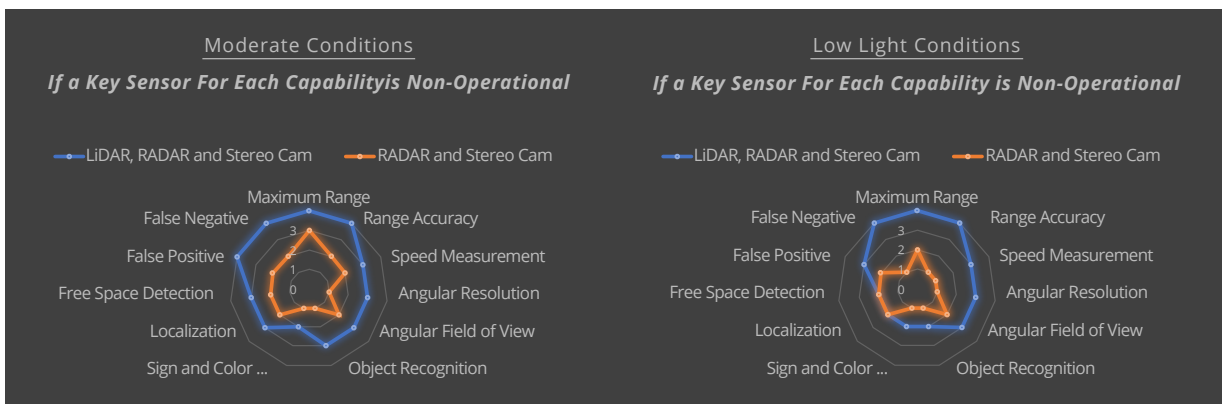 Moderate Conditions
If a Key Sensor For Each Capabilityis Non-Operational
LiDAR, RADAR and Stereo Cam
RADAR and Stereo Cam
Maximum Range
False Negative
Range Accuracy
False Positive
Speed Measurement
Free Space Detection
Angular Resolution
Localization
Angular Field of View
Sign and Color ...
Object Recognition
3
2
1
0
Low Light Conditions
If a Key Sensor For Each Capability is Non-Operational
LiDAR, RADAR and Stereo Cam
RADAR and Stereo Cam
Maximum Range
False Negative
Range Accuracy
False Positive
Speed Measurement
Free Space Detection
Angular Resolution
Localization
Angular Field of View
Sign and Color ...
Object Recognition
3
2
1
0